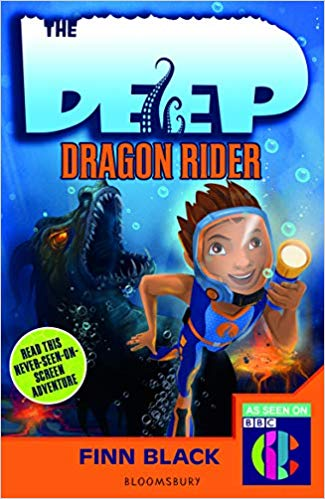 THE
DEEP
DRAGON RIDER
READ THIS
NEVER-SEEN-ON-
SCREEN
ADVENTURE
AS SEEN ON
BBC
FINN BLACK
BLOOMSBURY